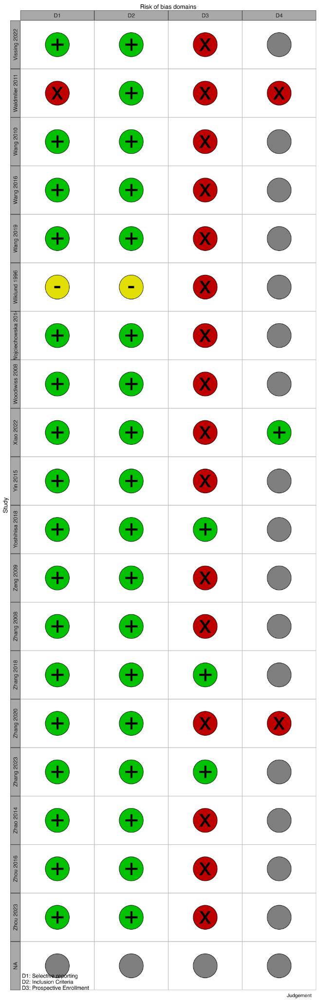 Risk of bias domains
D1 D2 D3 D4
Study
Vissing 2022 + + X
Waldmller 2011 X + X X
Wang 2010 + + X
Wang 2016 + + X
Wang 2019 + + X
Wiklund 1996 - - X
Wojciechowska 2014 + + X
Woodiwiss 2008 + + X
Xiao 2022 + + X +
Yin 2015 + + X
Yoshihisa 2018 + + +
Zeng 2009 + + X
Zhang 2008 + + X
Zhang 2018 + + +
Zhang 2020 + + X X
Zhang 2023 + + +
Zhao 2014 + + X
Zhou 2016 + + X
Zhou 2023 + + X
NA
D1: Selective reporting
D2: Inclusion Criteria
D3: Prospective Enrollment
Judgement